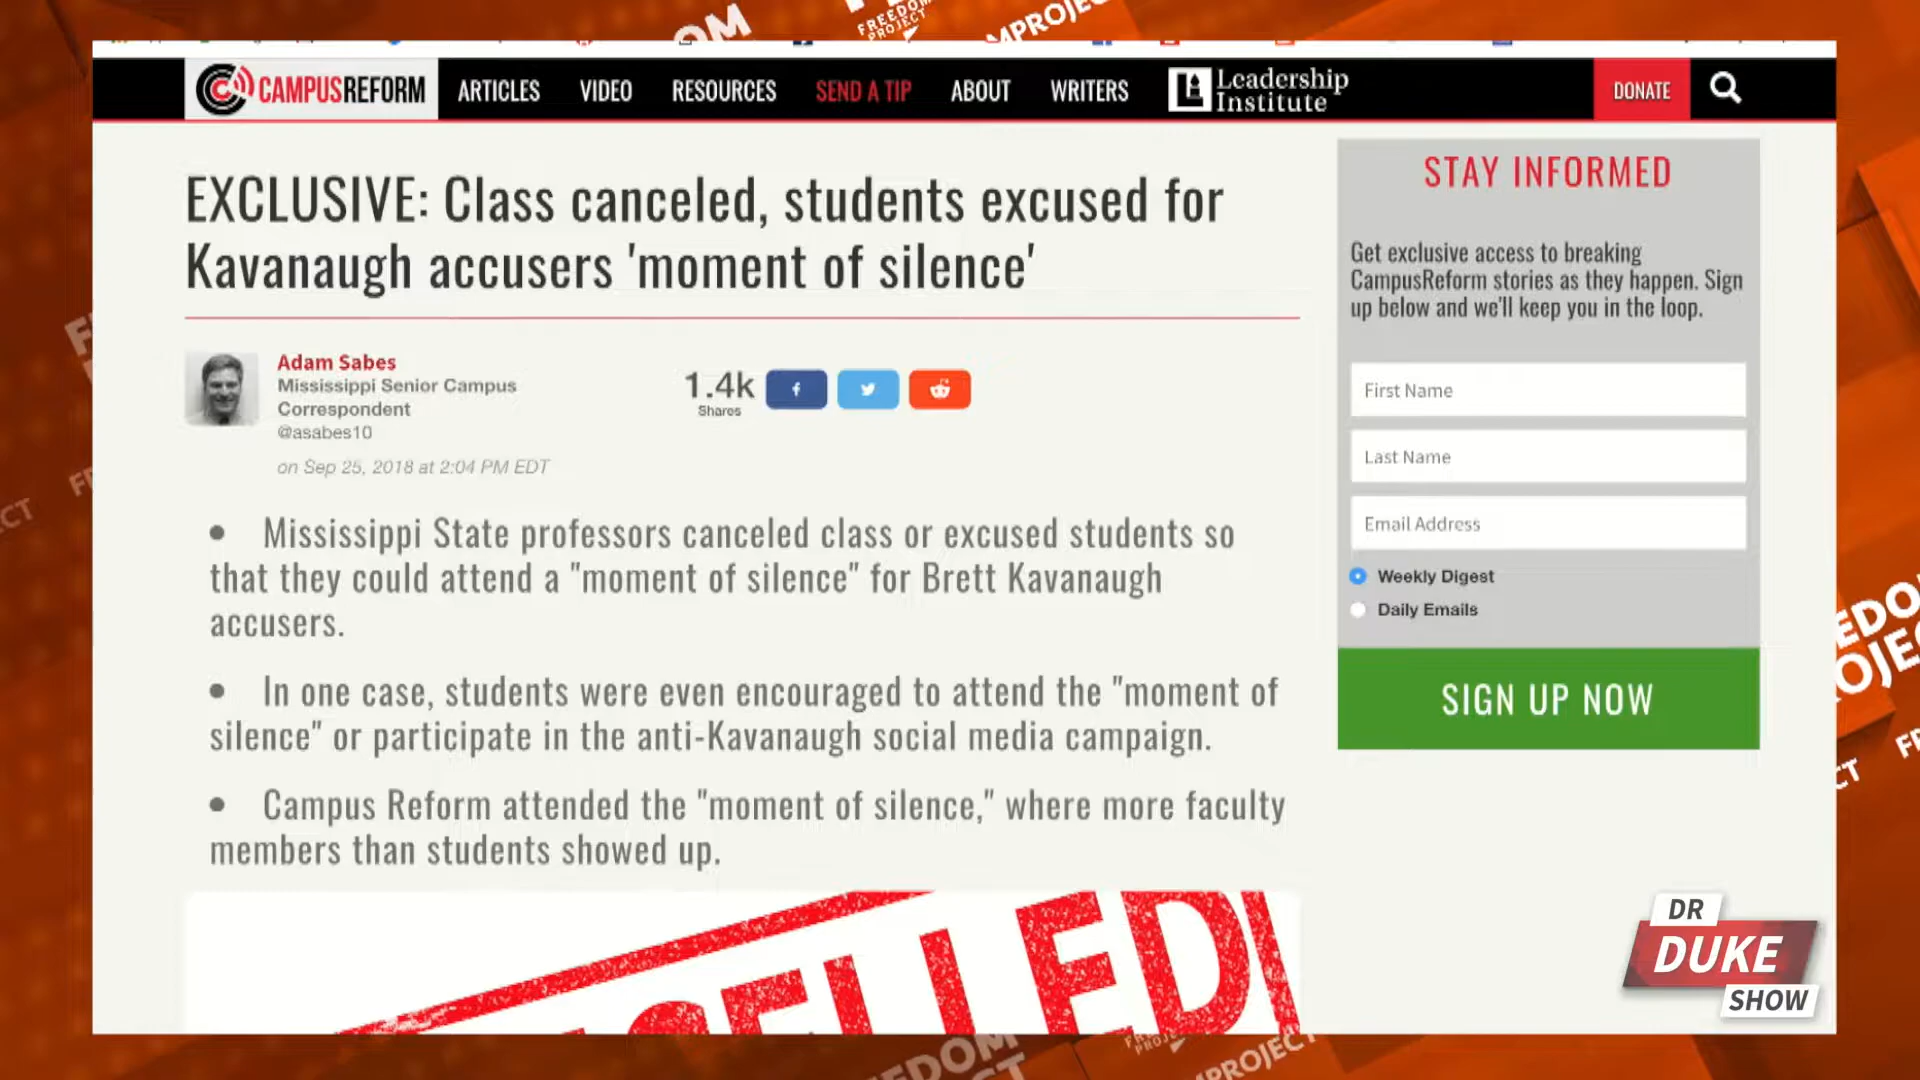 FREEDOM
PROJECT
CAMPUSREFORM
ARTICLES
VIDEO
RESOURCES
SEND A TIP
ABOUT
WRITERS
Leadership
Institute
DONATE
EXCLUSIVE: Class canceled, students excused for
Kavanaugh accusers 'moment of silence'
Adam Sabes
Mississippi Senior Campus
Correspondent
@asabes10
on Sep 25, 2018 at 2:04 PM EDT
1.4k
Shares
• Mississippi State professors canceled class or excused students so
that they could attend a "moment of silence" for Brett Kavanaugh
accusers.
• In one case, students were even encouraged to attend the "moment of
silence" or participate in the anti-Kavanaugh social media campaign.
• Campus Reform attended the "moment of silence," where more faculty
members than students showed up.
STAY INFORMED
Get exclusive access to breaking
CampusReform stories as they happen. Sign
up below and we'll keep you in the loop.
First Name
Last Name
Email Address
Weekly Digest
Daily Emails
SIGN UP NOW
DR
DUKE
SHOW